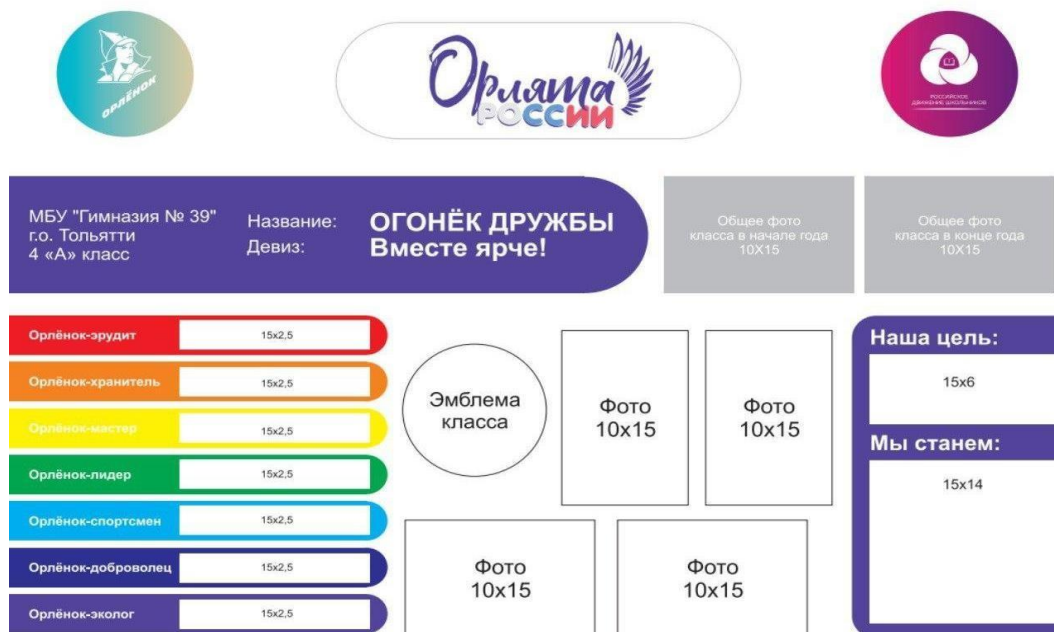 ОРЛЁНОК
Орлята
РОССИИ
РОССИЙСКОЕ
ДВИЖЕНИЕ ШКОЛЬНИКОВ
МБУ "Гимназия № 39"
г.о. Тольятти
4 «А» класс
Название: ОГОНЁК ДРУЖБЫ
Девиз: Вместе ярче!
Общее фото
класса в начале года
10Х15
Общее фото
класса в конце года
10Х15
Орлёнок-эрудит 15х2,5
Орлёнок-хранитель 15х2,5
Орлёнок-мастер 15х2,5
Орлёнок-лидер 15х2,5
Орлёнок-спортсмен 15х2,5
Орлёнок-доброволец 15х2,5
Орлёнок-эколог 15х2,5
Эмблема
класса
Фото
10х15
Фото
10х15
Фото
10х15
Фото
10х15
Наша цель:
15х6
Мы станем:
15х14